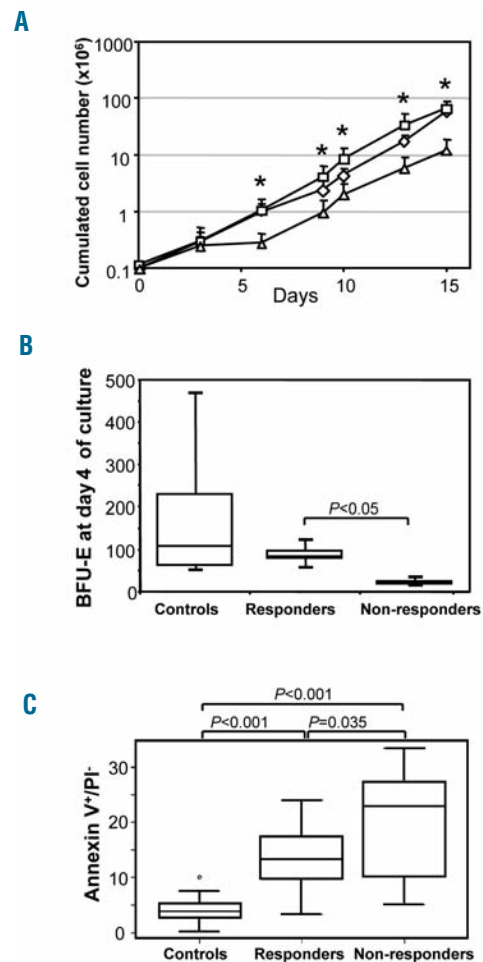 A
Cumulated cell number (x10⁶)
1000
100
10
1
0.1
* * * * *
0 5 10 15
Days
B
BFU-E at day 4 of culture
500
400
300
200
100
0
P<0.05
Controls Responders Non-responders
C
Annexin V⁺/PI⁻
30
20
10
0
P<0.001
P<0.001 P=0.035
Controls Responders Non-responders